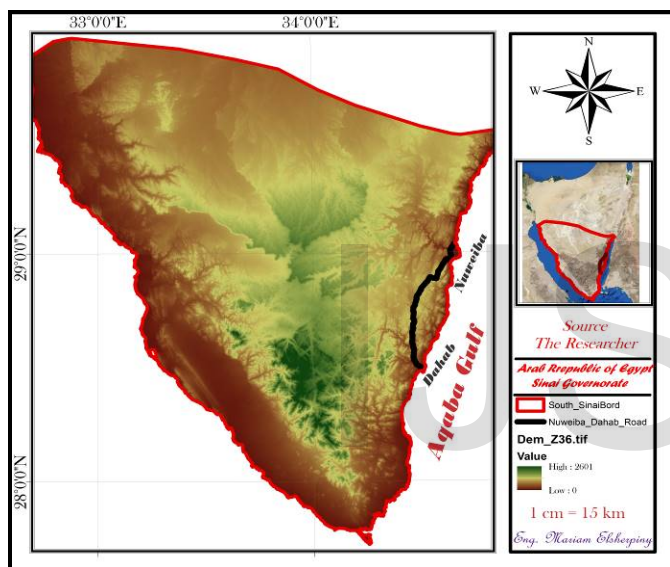 33°0'0"E
34°0'0"E
29°0'0"N
28°0'0"N
Nuweiba
Dahab
Aqaba Gulf
IJS
N
W
E
S
Source
The Researcher
Arab Rrepublic of Egypt
Sinai Governorate
South_SinaiBord
Nuweiba_Dahab_Road
Dem_Z36.tif
Value
High : 2601
Low : 0
1 cm = 15 km
Eng. Mariam Elsherpiny